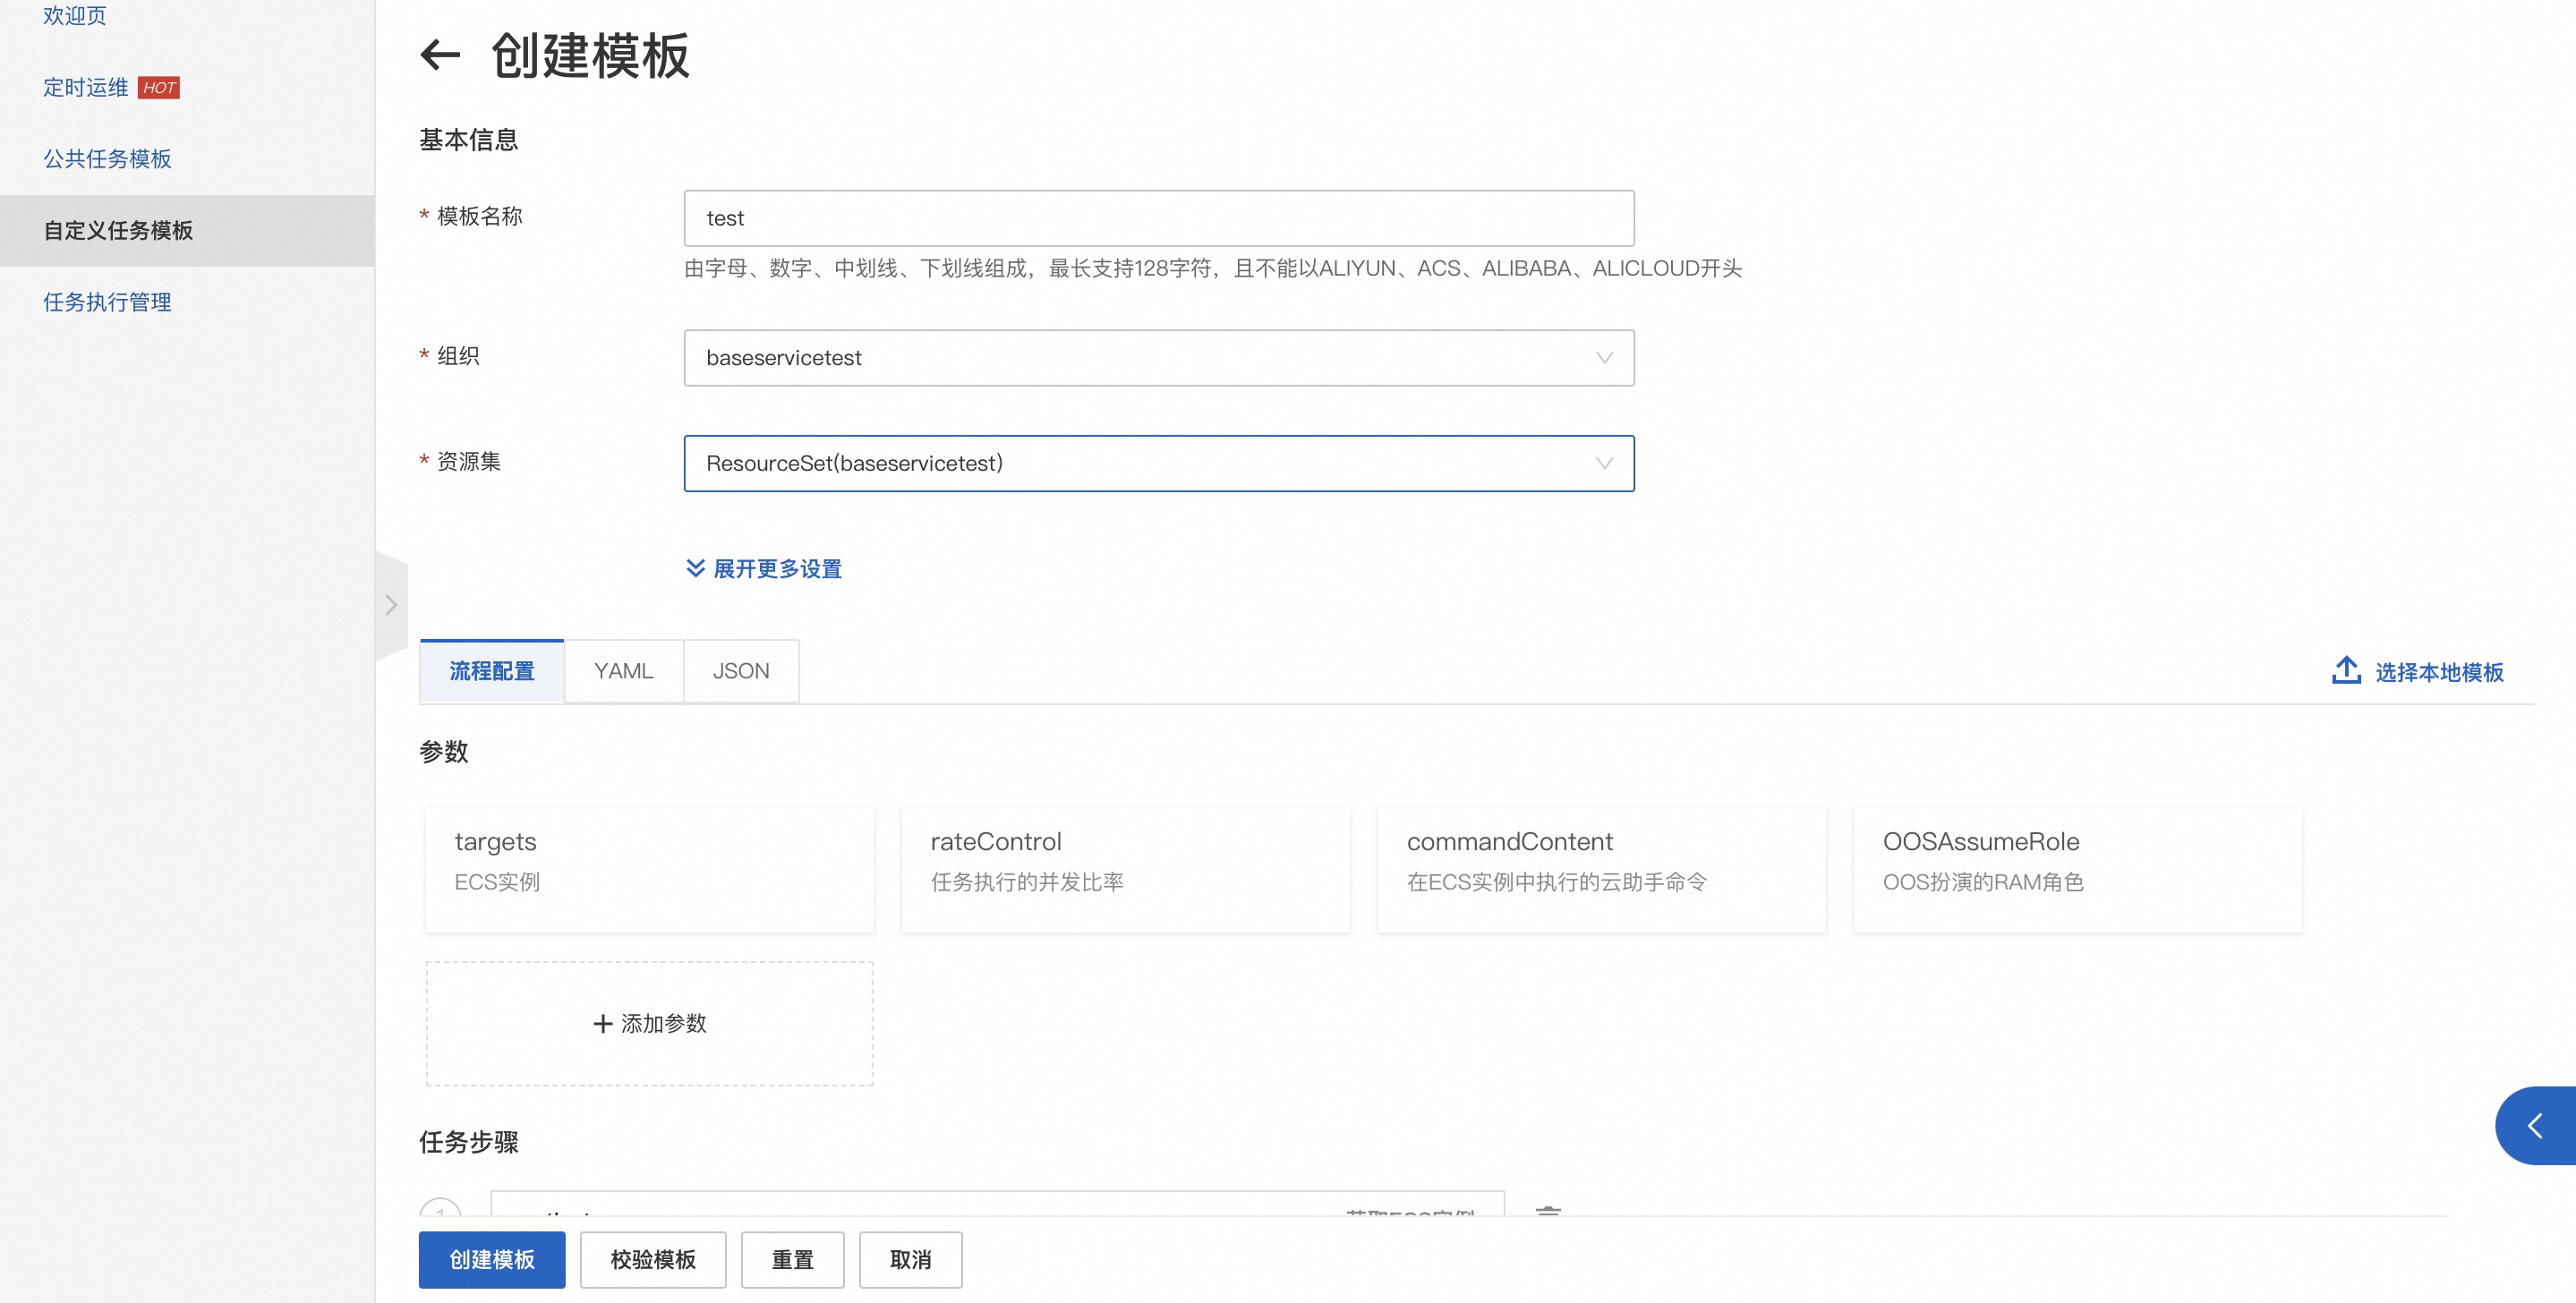 欢迎页
定时运维 HOT
公共任务模板
自定义任务模板
任务执行管理
创建模板
基本信息
* 模板名称
test
由字母、数字、中划线、下划线组成，最长支持128字符，且不能以ALIYUN、ACS、ALIBABA、ALICLOUD开头
* 组织
baseservicetest
* 资源集
ResourceSet(baseservicetest)
展开更多设置
流程配置 YAML JSON
选择本地模板
参数
targets
ECS实例
rateControl
任务执行的并发比率
commandContent
在ECS实例中执行的云助手命令
OOSAssumeRole
OOS扮演的RAM角色
添加参数
任务步骤
获取ECS实例
创建模板 校验模板 重置 取消